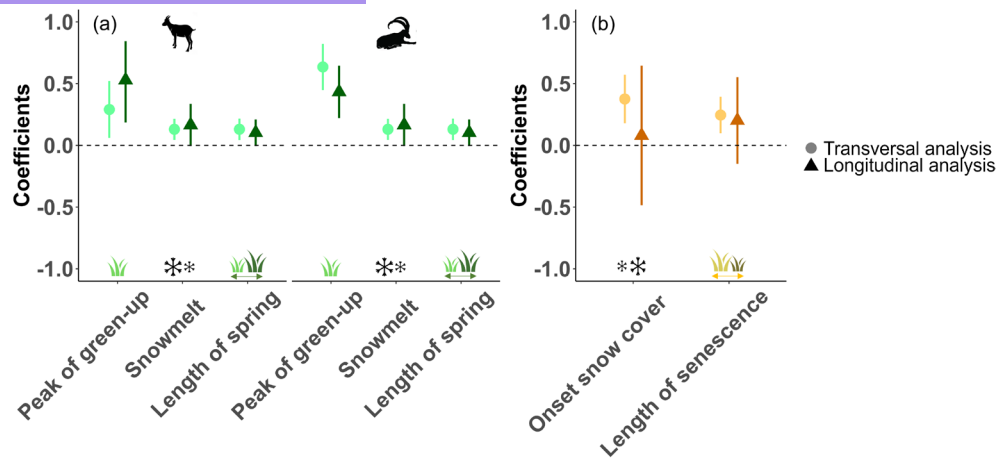 (a)
Coefficients
1.0
0.5
0.0
-0.5
-1.0
Peak of green-up
Snowmelt
Length of spring
Peak of green-up
Snowmelt
Length of spring
(b)
Coefficients
1.0
0.5
0.0
-0.5
-1.0
Onset snow cover
Length of senescence
Transversal analysis
Longitudinal analysis